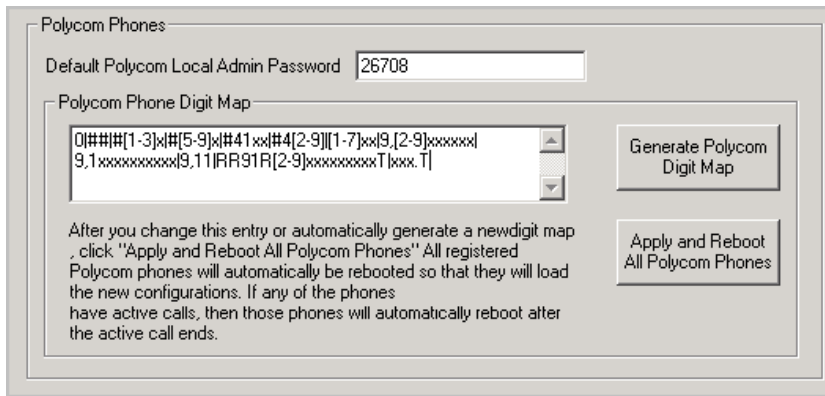 Polycom Phones
Default Polycom Local Admin Password 26708
Polycom Phone Digit Map
0|##|#[1-3]x|#[5-9]x|#41xx|#4[2-9]|[1-7]xx|9,[2-9]xxxxxx|
9,1xxxxxxxxxx|9,11|RR91R[2-9]xxxxxxxxxT|xxx.T|
Generate Polycom
Digit Map
After you change this entry or automatically generate a newdigit map
, click "Apply and Reboot All Polycom Phones" All registered
Polycom phones will automatically be rebooted so that they will load
the new configurations. If any of the phones
have active calls, then those phones will automatically reboot after
the active call ends.
Apply and Reboot
All Polycom Phones